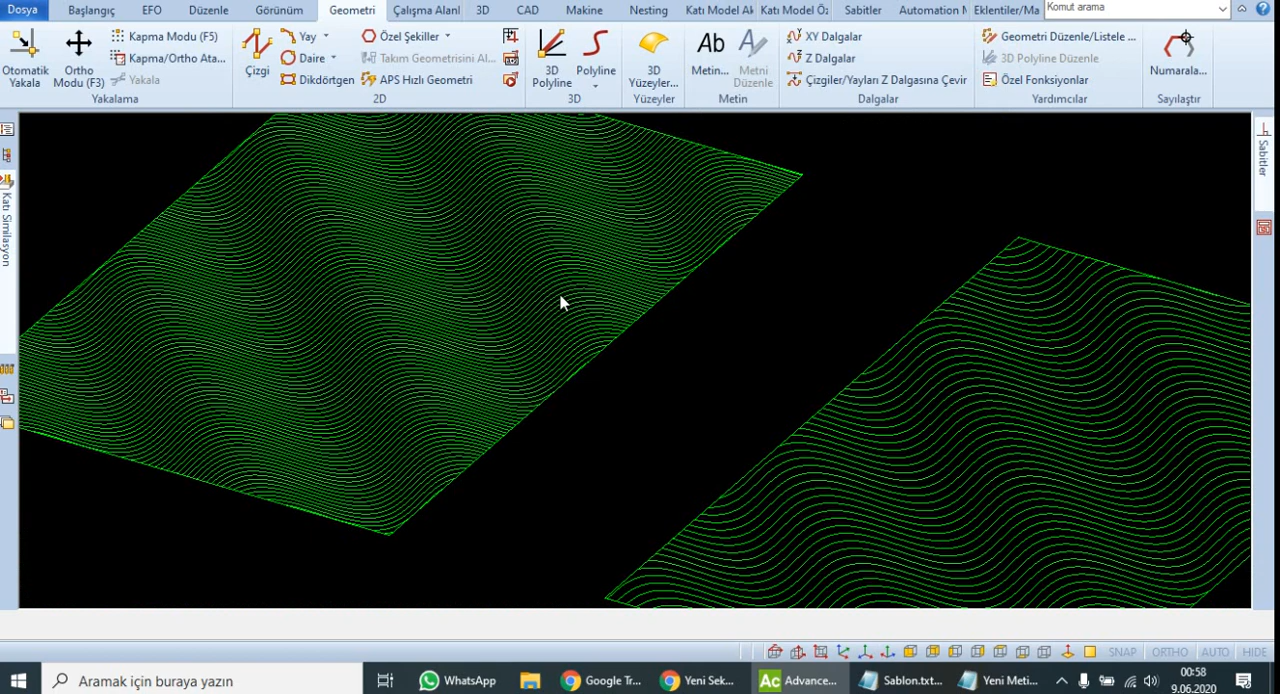 Dosya Başlangıç EFO Düzenle Görünüm Geometri Çalışma Alanl 3D CAD Makine Nesting Katı Model Ak Katı Model Öz Sabitler Automation M Eklentiler/Ma Komut arama
Otomatik Yakala
Ortho Modu (F3)
Kapma Modu (F5)
Kapma/Ortho Ata...
Yakala
Yakalama
Çizgi
Yay
Daire
Dikdörtgen
Özel Şekiller
Takım Geometrisini Al...
APS Hızlı Geometri
2D
3D Polyline
Polyline
3D
3D Yüzeyler...
Yüzeyler
Metin...
Metni Düzenle
Metin
XY Dalgalar
Z Dalgalar
Çizgiler/Yayları Z Dalgasına Çevir
Dalgalar
Geometri Düzenle/Listele ...
3D Polyline Düzenle
Özel Fonksiyonlar
Yardımcılar
Numarala...
Sayılaştır
Katı Simülasyon
Sabitler
SNAP ORTHO AUTO HIDE
Aramak için buraya yazın
WhatsApp
Google Tr...
Yeni Sek...
Ac Advance...
Sablon.txt...
Yeni Meti...
00:58
9.06.2020